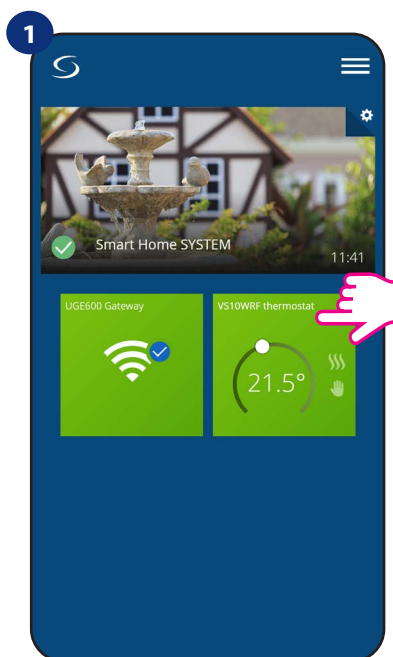 1
Smart Home SYSTEM
11:41
UGE600 Gateway
VS10WRF thermostat
21.5°